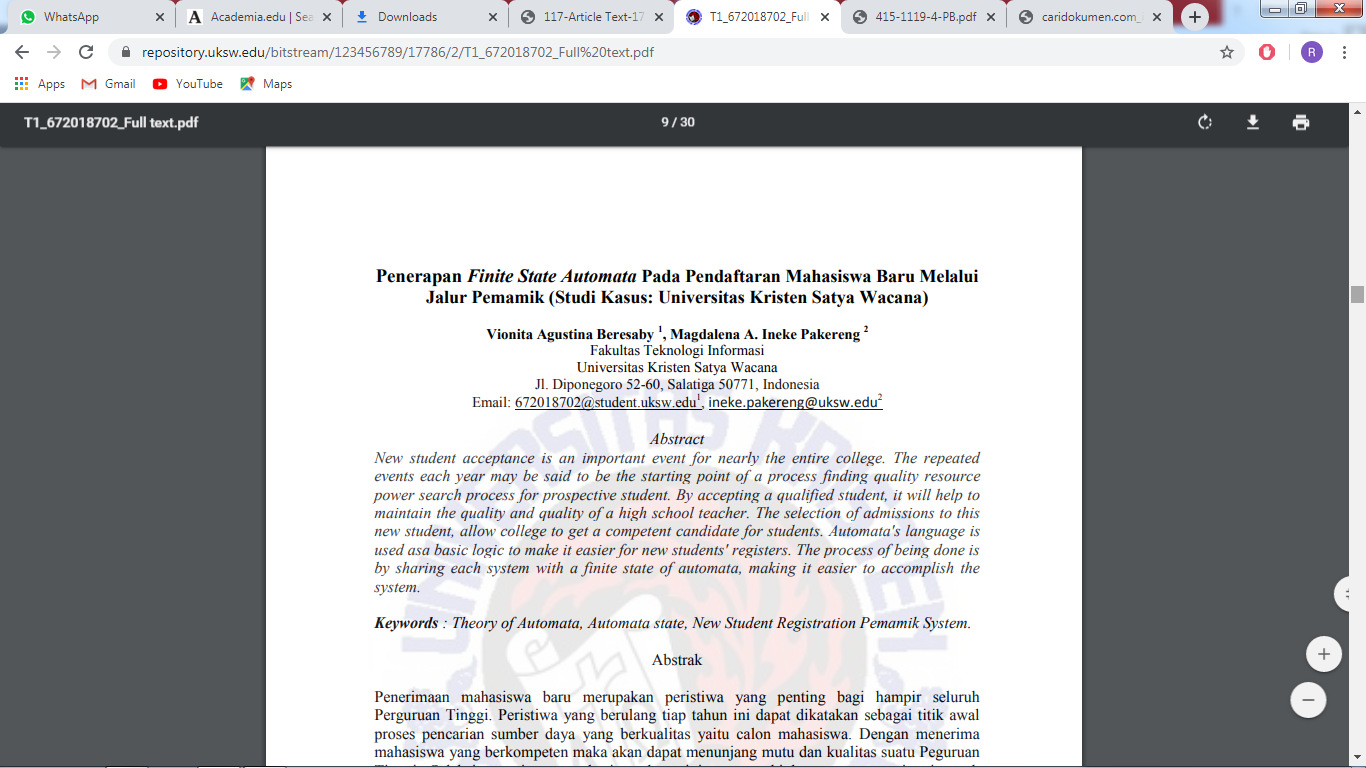 WhatsApp
Academia.edu | Sea
Downloads
117-Article Text-17
T1_672018702_Full
415-1119-4-PB.pdf
caridokumen.com_
repository.uksw.edu/bitstream/123456789/17786/2/T1_672018702_Full%20text.pdf
R
Apps
Gmail
YouTube
Maps
T1_672018702_Full text.pdf
9 / 30
Penerapan Finite State Automata Pada Pendaftaran Mahasiswa Baru Melalui
Jalur Pemamik (Studi Kasus: Universitas Kristen Satya Wacana)
Vionita Agustina Beresaby 1, Magdalena A. Ineke Pakereng 2
Fakultas Teknologi Informasi
Universitas Kristen Satya Wacana
Jl. Diponegoro 52-60, Salatiga 50771, Indonesia
Email: 672018702@student.uksw.edu1, ineke.pakereng@uksw.edu2
Abstract
New student acceptance is an important event for nearly the entire college. The repeated
events each year may be said to be the starting point of a process finding quality resource
power search process for prospective student. By accepting a qualified student, it will help to
maintain the quality and quality of a high school teacher. The selection of admissions to this
new student, allow college to get a competent candidate for students. Automata's language is
used asa basic logic to make it easier for new students' registers. The process of being done is
by sharing each system with a finite state of automata, making it easier to accomplish the
system.
Keywords : Theory of Automata, Automata state, New Student Registration Pemamik System.
Abstrak
Penerimaan mahasiswa baru merupakan peristiwa yang penting bagi hampir seluruh
Perguruan Tinggi. Peristiwa yang berulang tiap tahun ini dapat dikatakan sebagai titik awal
proses pencarian sumber daya yang berkualitas yaitu calon mahasiswa. Dengan menerima
mahasiswa yang berkompeten maka akan dapat menunjang mutu dan kualitas suatu Peguruan